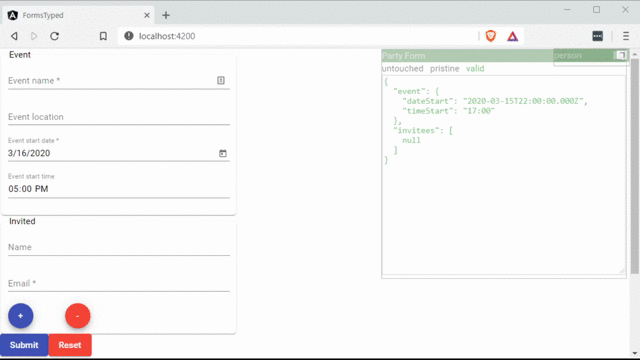 FormsTyped
localhost:4200
Event
Event name *
Event location
Event start date *
3/16/2020
Event start time
05:00 PM
Invited
Name
Email *
+
-
Submit
Reset
Party Form
person
untouched pristine valid
{
"event": {
"dateStart": "2020-03-15T22:00:00.000Z",
"timeStart": "17:00"
},
"invitees": [
null
]
}